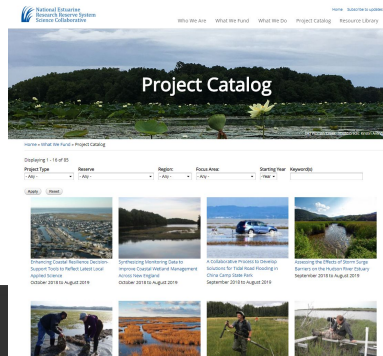 National Estuarine
Research Reserve System
Science Collaborative
Home Subscribe to updates
Who We Are What We Fund What We Do Project Catalog Resource Library
Project Catalog
Home » What We Fund » Project Catalog
Displaying 1 - 16 of 85
Project Type Reserve Region: Focus Area: Starting Year Keyword(s)
- Any - - Any - - Any - - Any - -Year
Apply Reset
Enhancing Coastal Resilience Decision-
Support Tools to Reflect Latest Local
Applied Science
October 2018 to August 2019
Synthesizing Monitoring Data to
Improve Coastal Wetland Management
Across New England
October 2018 to August 2019
A Collaborative Process to Develop
Solutions for Tidal Road Flooding in
China Camp State Park
September 2018 to August 2019
Assessing the Effects of Storm Surge
Barriers on the Hudson River Estuary
September 2018 to August 2019